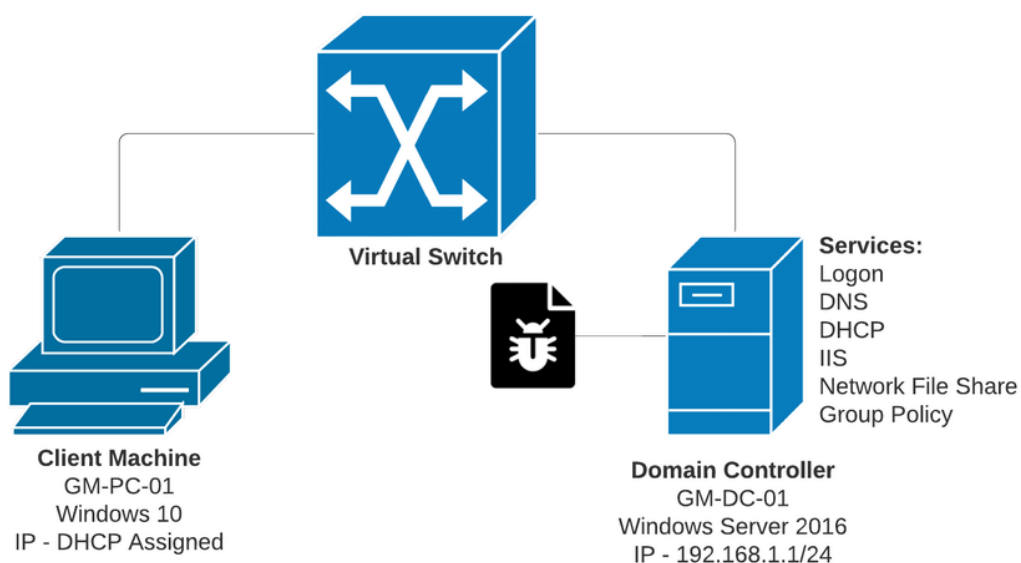 Virtual Switch
Services:
Logon
DNS
DHCP
IIS
Network File Share
Group Policy
Client Machine
GM-PC-01
Windows 10
IP - DHCP Assigned
Domain Controller
GM-DC-01
Windows Server 2016
IP - 192.168.1.1/24